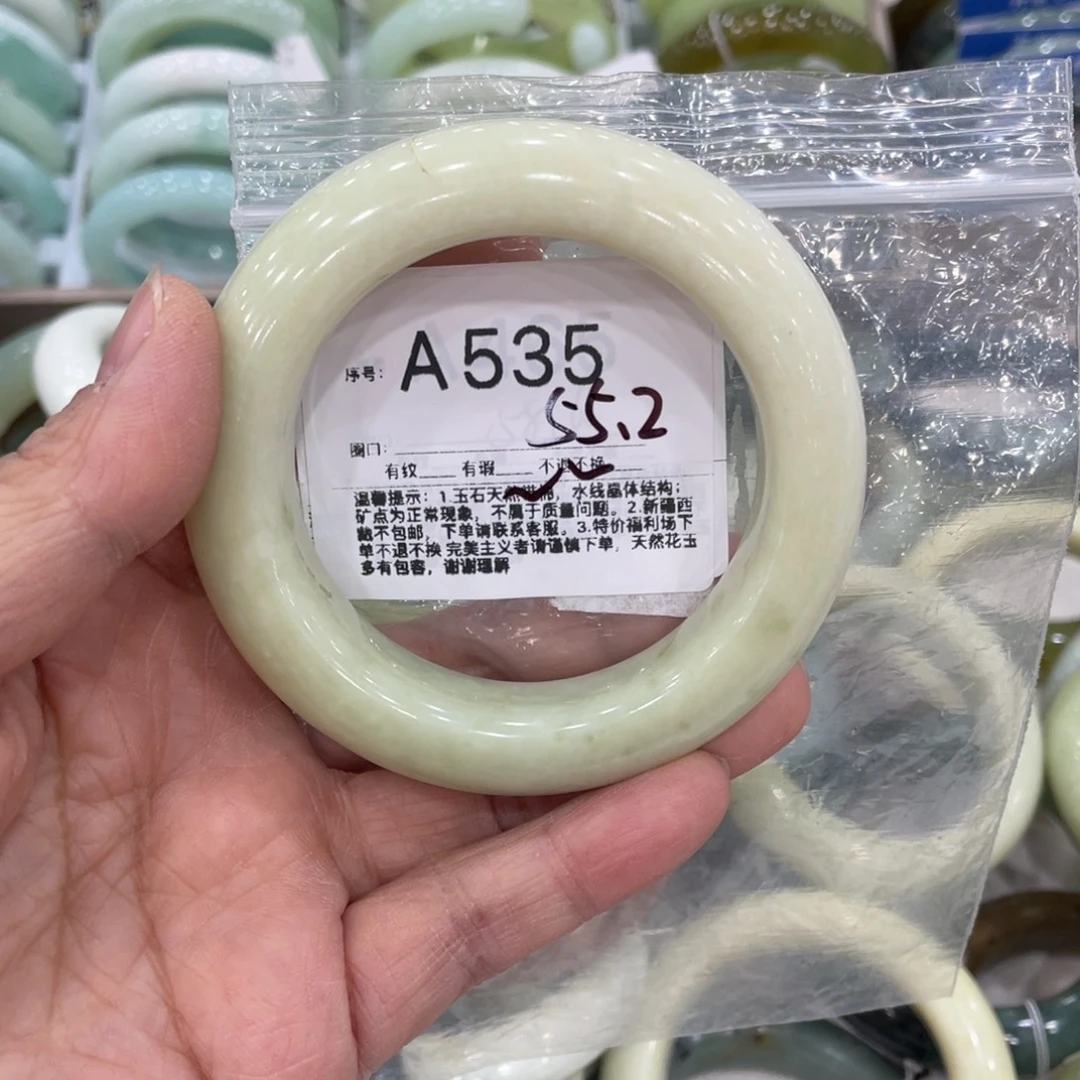 序号: A535
55.2
圈口:
有纹 有瑕 不退不换
温馨提示：1.玉石天然饰品，水线晶体结构；
矿点为正常现象，不属于质量问题。2.新疆西
藏不包邮，下单请联系客服。3.特价福利场下
单不退不换 完美主义者请谨慎下单，天然花玉
多有包容，谢谢理解